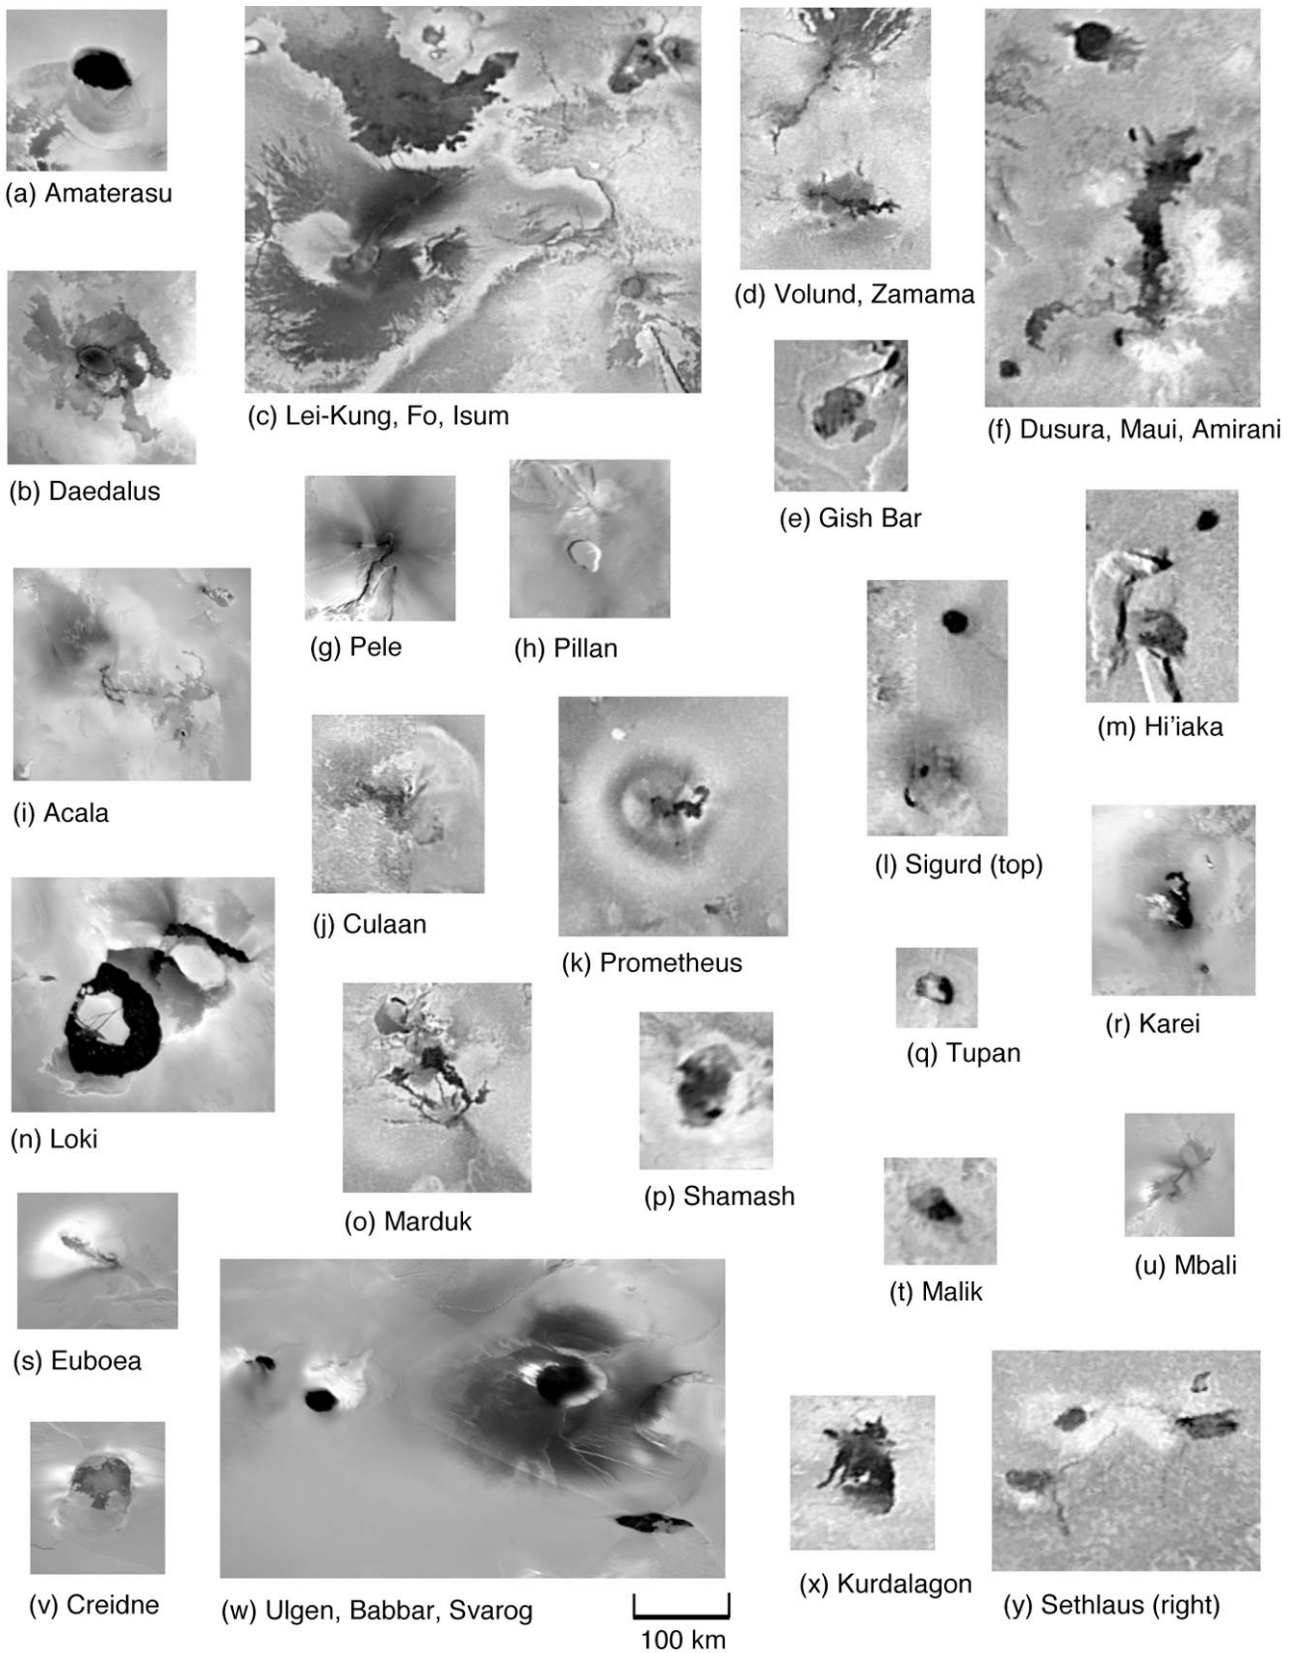 (a) Amaterasu
(b) Daedalus
(c) Lei-Kung, Fo, Isum
(d) Volund, Zamama
(e) Gish Bar
(f) Dusura, Maui, Amirani
(g) Pele
(h) Pillan
(i) Acala
(j) Culaan
(k) Prometheus
(l) Sigurd (top)
(m) Hi’iaka
(n) Loki
(o) Marduk
(p) Shamash
(q) Tupan
(r) Karei
(s) Euboea
(t) Malik
(u) Mbali
(v) Creidne
(w) Ulgen, Babbar, Svarog
100 km
(x) Kurdalagon
(y) Sethlaus (right)